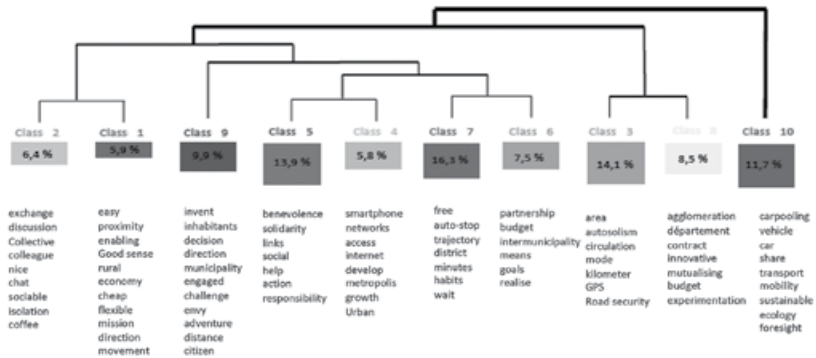 Class 2
6,4 %
exchange
discussion
Collective
colleague
nice
chat
sociable
isolation
coffee
Class 1
5,9 %
easy
proximity
enabling
Good sense
rural
economy
cheap
flexible
mission
direction
movement
Class 9
9,9 %
invent
inhabitants
decision
direction
municipality
engaged
challenge
envy
adventure
distance
citizen
Class 5
13,9 %
benevolence
solidarity
links
social
help
action
responsibility
Class 4
5,8 %
smartphone
networks
access
internet
develop
metropolis
growth
Urban
Class 7
16,3 %
free
auto-stop
trajectory
district
minutes
habits
wait
Class 6
7,5 %
partnership
budget
intermunicipality
means
goals
realise
Class 3
14,1 %
area
autosolism
circulation
mode
kilometer
GPS
Road security
Class 8
8,5 %
agglomeration
département
contract
innovative
mutualising
budget
experimentation
Class 10
11,7 %
carpooling
vehicle
car
share
transport
mobility
sustainable
ecology
foresight